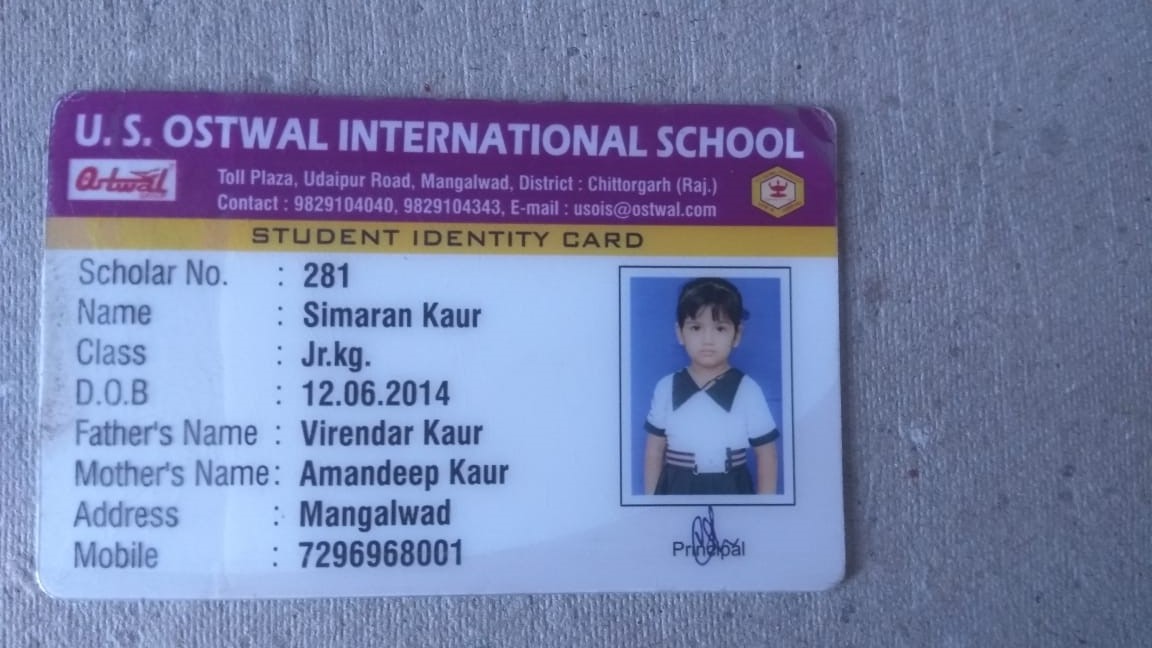 U. S. OSTWAL INTERNATIONAL SCHOOL
Ostwal
Toll Plaza, Udaipur Road, Mangalwad, District : Chittorgarh (Raj.)
Contact : 9829104040, 9829104343, E-mail : usois@ostwal.com
STUDENT IDENTITY CARD
Scholar No. : 281
Name : Simaran Kaur
Class : Jr.kg.
D.O.B : 12.06.2014
Father's Name : Virendar Kaur
Mother's Name : Amandeep Kaur
Address : Mangalwad
Mobile : 7296968001
Principal